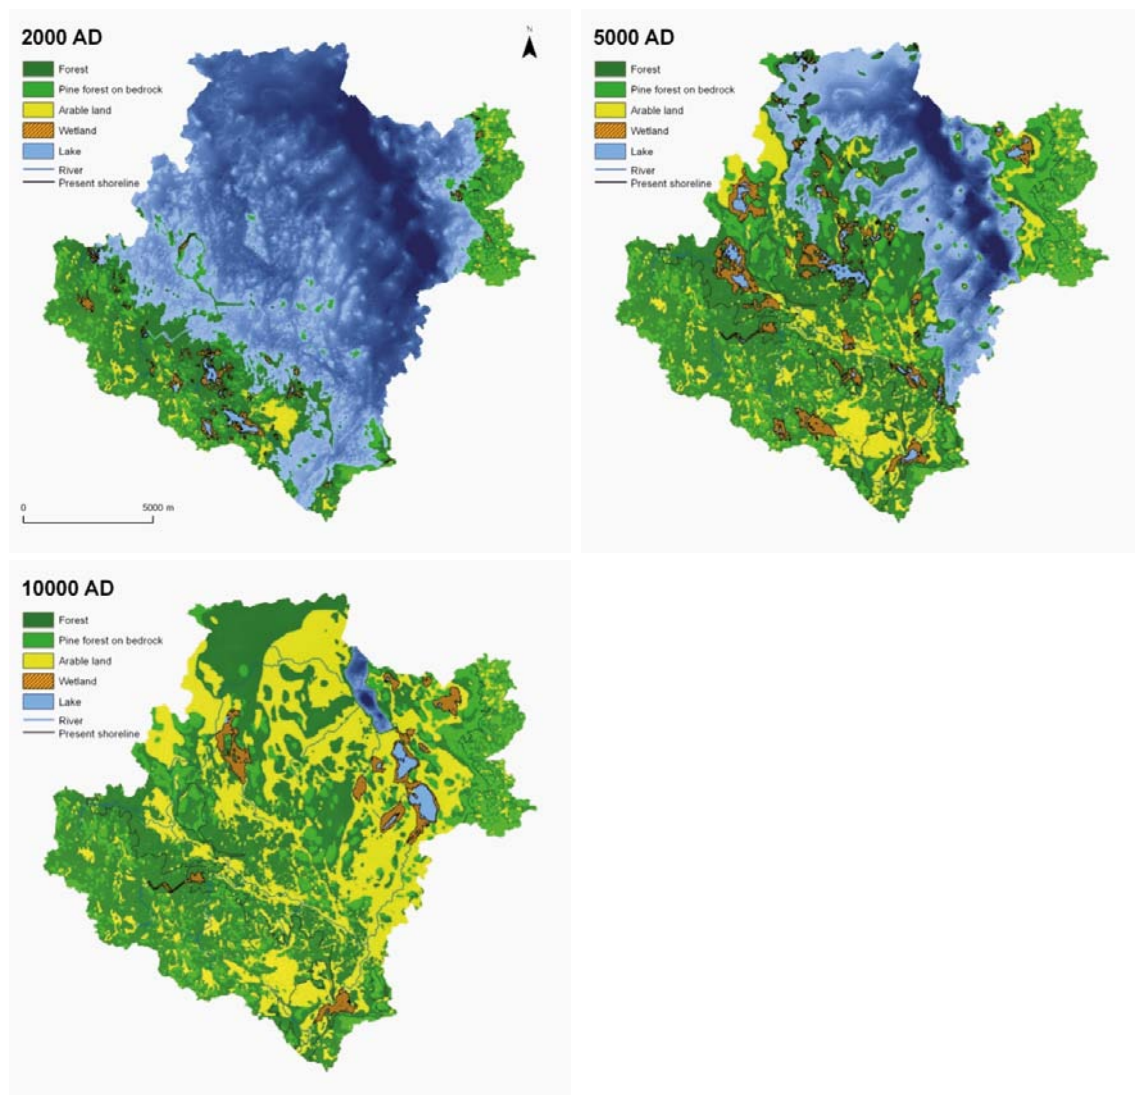 2000 AD
N
Forest
Pine forest on bedrock
Arable land
Wetland
Lake
River
Present shoreline
0 5000 m
5000 AD
Forest
Pine forest on bedrock
Arable land
Wetland
Lake
River
Present shoreline
10000 AD
Forest
Pine forest on bedrock
Arable land
Wetland
Lake
River
Present shoreline